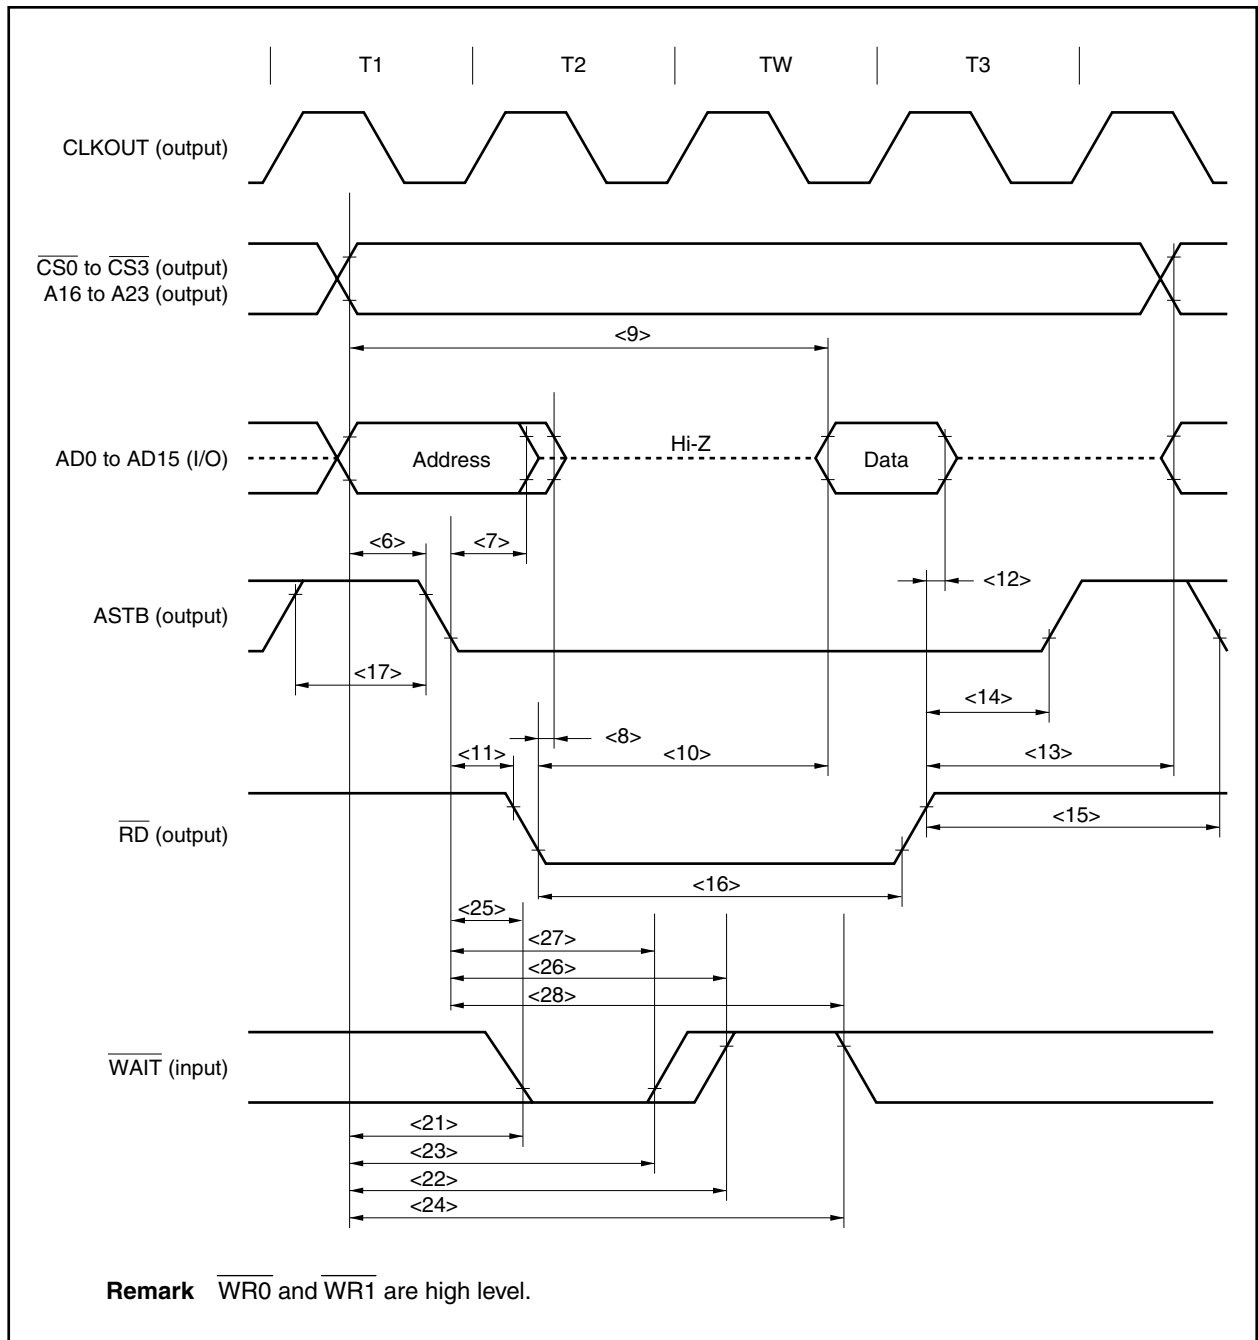 T1 T2 TW T3
CLKOUT (output)
CS0 to CS3 (output)
A16 to A23 (output)
<9>
AD0 to AD15 (I/O)
Address
Hi-Z
Data
<6>
<7>
<12>
ASTB (output)
<17>
<14>
<8>
<11>
<10>
<13>
RD (output)
<15>
<16>
<25>
<27>
<26>
<28>
WAIT (input)
<21>
<23>
<22>
<24>
Remark WR0 and WR1 are high level.